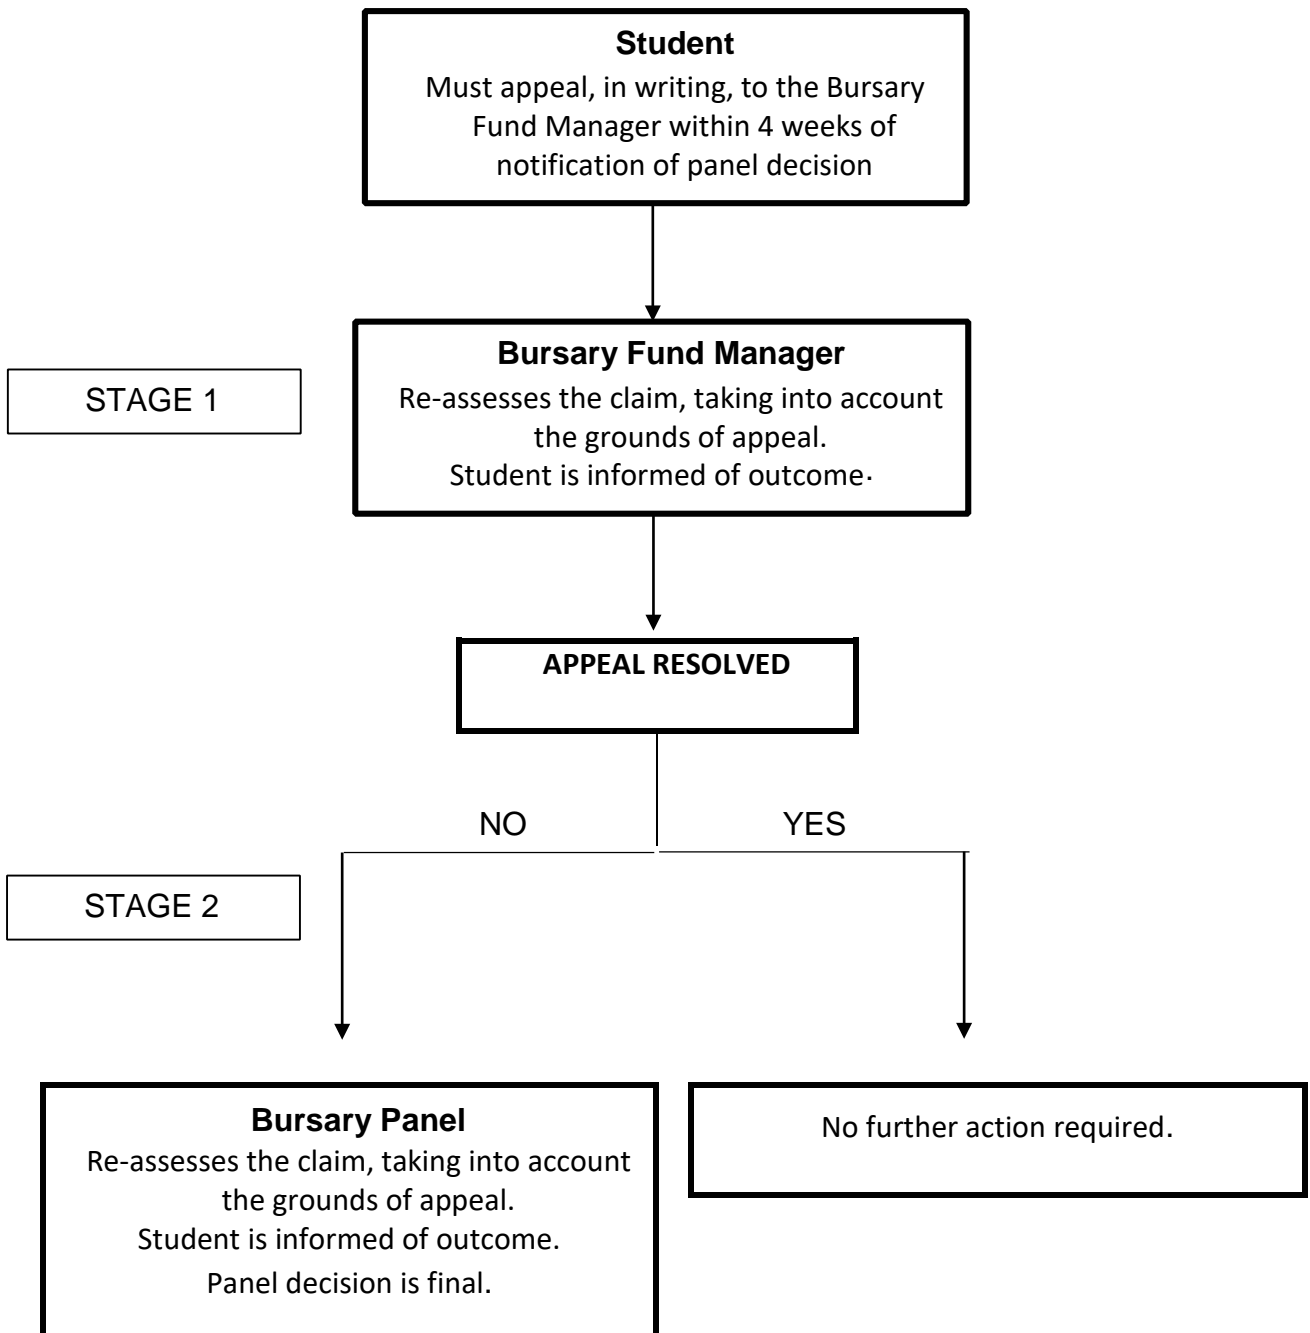 Student
Must appeal, in writing, to the Bursary
Fund Manager within 4 weeks of
notification of panel decision
STAGE 1
Bursary Fund Manager
Re-assesses the claim, taking into account
the grounds of appeal.
Student is informed of outcome.
APPEAL RESOLVED
NO
YES
STAGE 2
Bursary Panel
Re-assesses the claim, taking into account
the grounds of appeal.
Student is informed of outcome.
Panel decision is final.
No further action required.